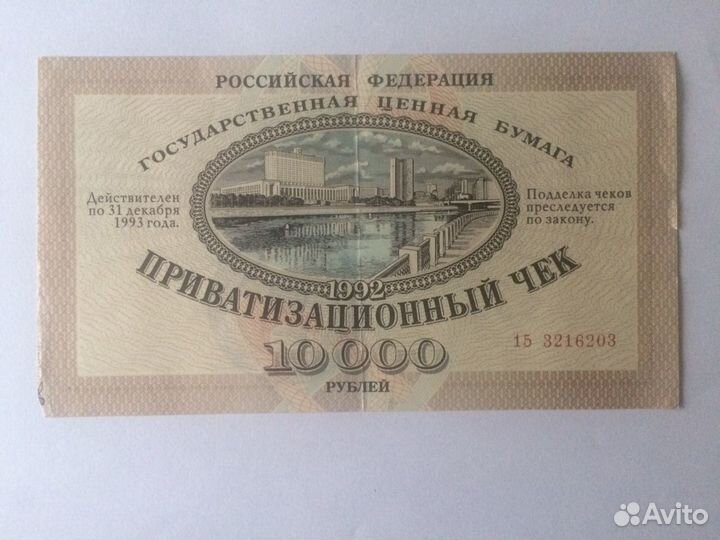 РОССИЙСКАЯ ФЕДЕРАЦИЯ
ГОСУДАРСТВЕННАЯ ЦЕННАЯ БУМАГА
Действителен
по 31 декабря
1993 года.
Подделка чеков
преследуется
по закону.
1992
ПРИВАТИЗАЦИОННЫЙ ЧЕК
10000
РУБЛЕЙ
15 3216203
Avito